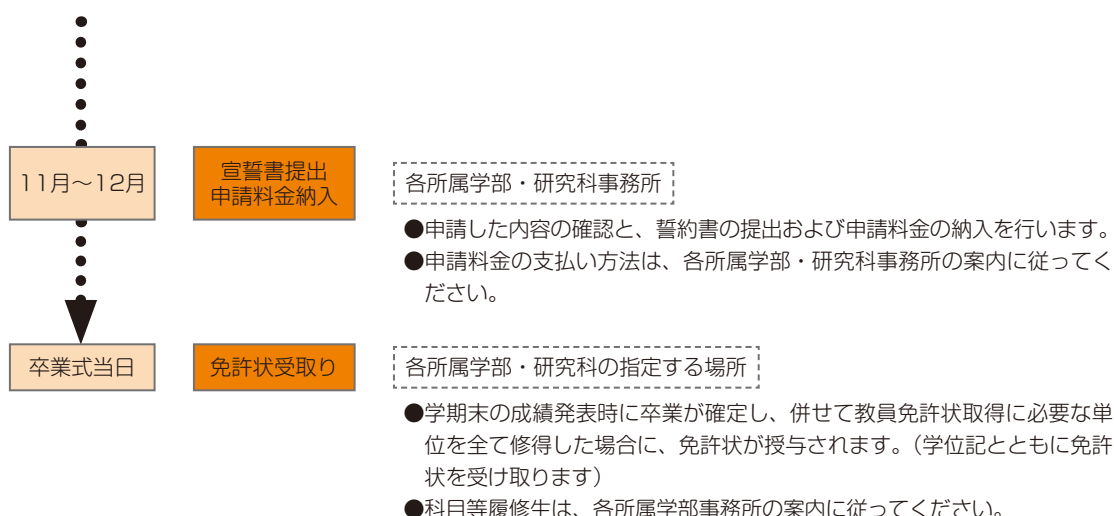 11月～12月
宣誓書提出
申請料金納入
各所属学部・研究科事務所
●申請した内容の確認と、誓約書の提出および申請料金の納入を行います。
●申請料金の支払い方法は、各所属学部・研究科事務所の案内に従ってく
ださい。
卒業式当日
免許状受取り
各所属学部・研究科の指定する場所
●学期末の成績発表時に卒業が確定し、併せて教員免許状取得に必要な単
位を全て修得した場合に、免許状が授与されます。（学位記とともに免許
状を受け取ります）
●科目等履修生は、各所属学部事務所の案内に従ってください。